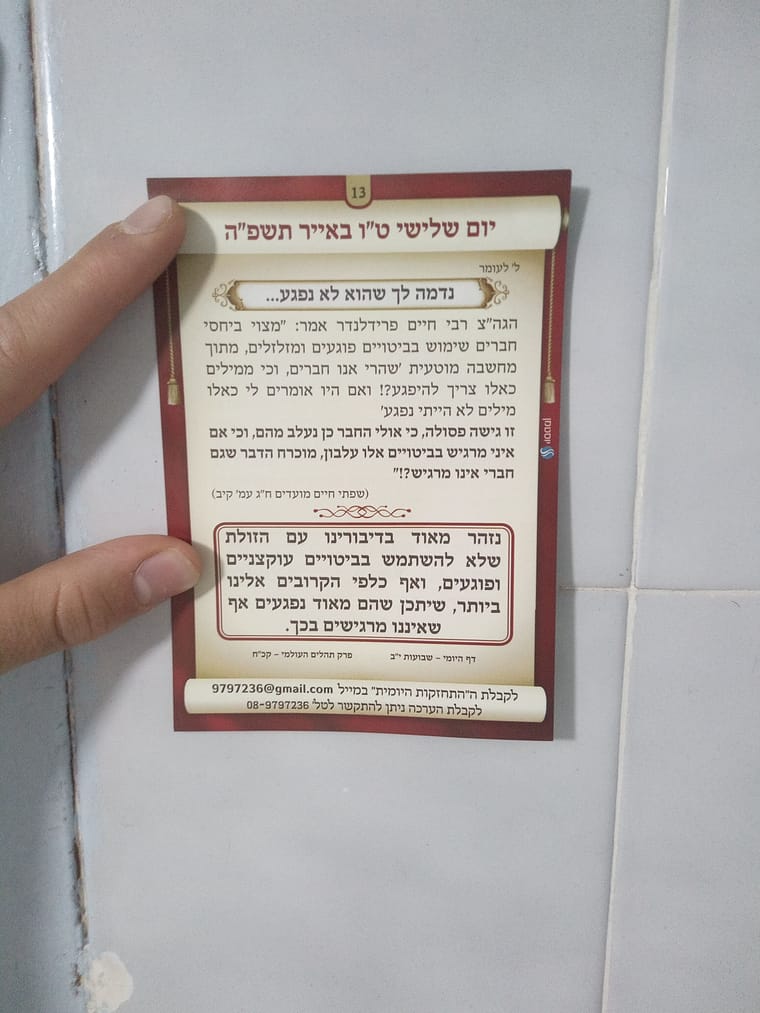 13
יום שלישי ט"ו באייר תשפ"ה
ל' לעומר
נדמה לך שהוא לא נפגע...
הגה"צ רבי חיים פרידלנדר אמר: "מצוי ביחסי
חברים שימוש בביטויים פוגעים ומזלזלים, מתוך
מחשבה מוטעית 'שהרי אנו חברים, וכי ממילים
כאלו צריך להיפגע?! ואם היו אומרים לי כאלו
מילים לא הייתי נפגע'
זו גישה פסולה, כי אולי החבר כן נעלב מהם, וכי אם
איני מרגיש בביטויים אלו עלבון, מוכרח הדבר שגם
חברי אינו מרגיש?!"
(שפתי חיים מועדים ח"ג עמ' קיב)
נזהר מאוד בדיבורינו עם הזולת
שלא להשתמש בביטויים עוקצניים
ופוגעים, ואף כלפי הקרובים אלינו
ביותר, שיתכן שהם מאוד נפגעים אף
שאיננו מרגישים בכך.
דף היומי – שבועות י"ב פרק תהלים העולמי – קכ"ח
לקבלת ה"התחזקות היומית" במייל 9797236@gmail.com
לקבלת הערכה ניתן להתקשר לטל' 08-9797236